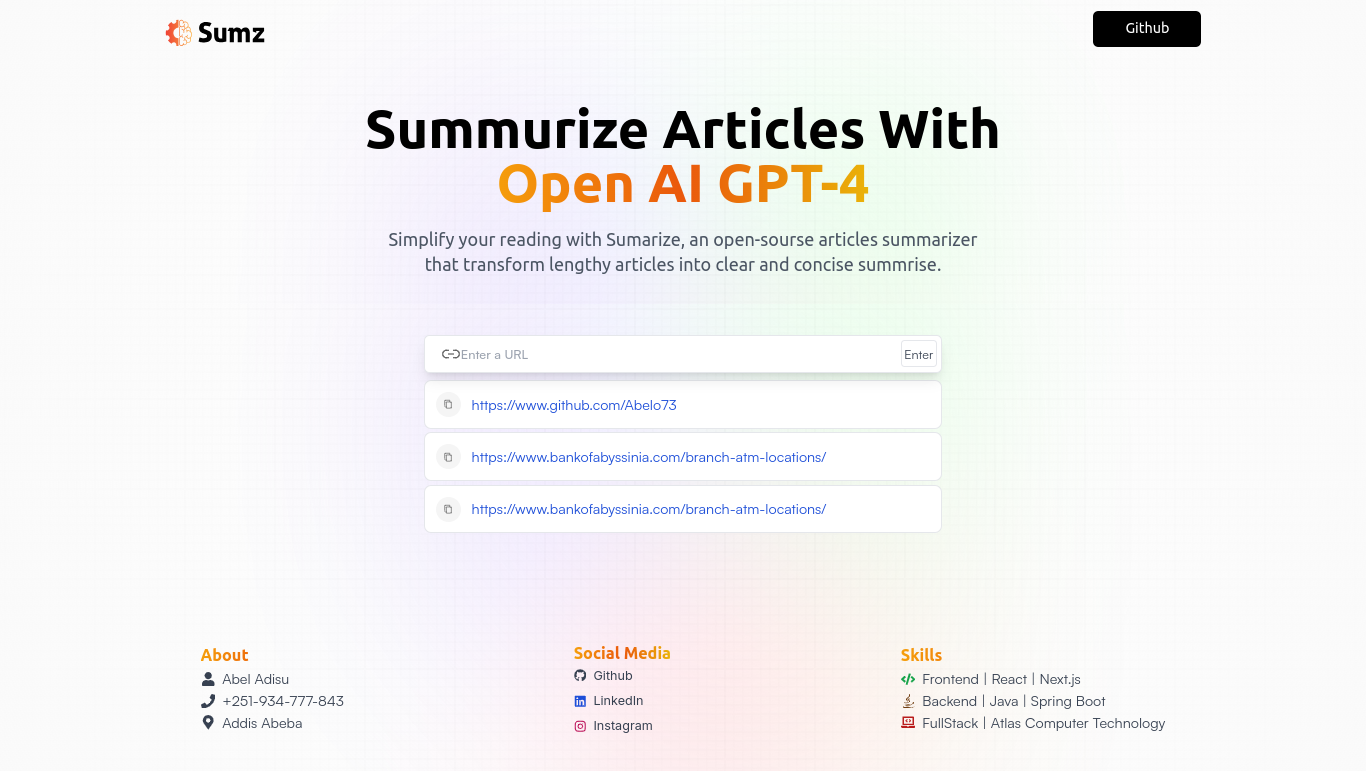 Sumz
Github
Summurize Articles With
Open AI GPT-4
Simplify your reading with Sumarize, an open-sourse articles summarizer
that transform lengthy articles into clear and concise summrise.
Enter a URL
Enter
https://www.github.com/Abelo73
https://www.bankofabyssinia.com/branch-atm-locations/
https://www.bankofabyssinia.com/branch-atm-locations/
About
Abel Adisu
+251-934-777-843
Addis Abeba
Social Media
Github
LinkedIn
Instagram
Skills
Frontend | React | Next.js
Backend | Java | Spring Boot
FullStack | Atlas Computer Technology